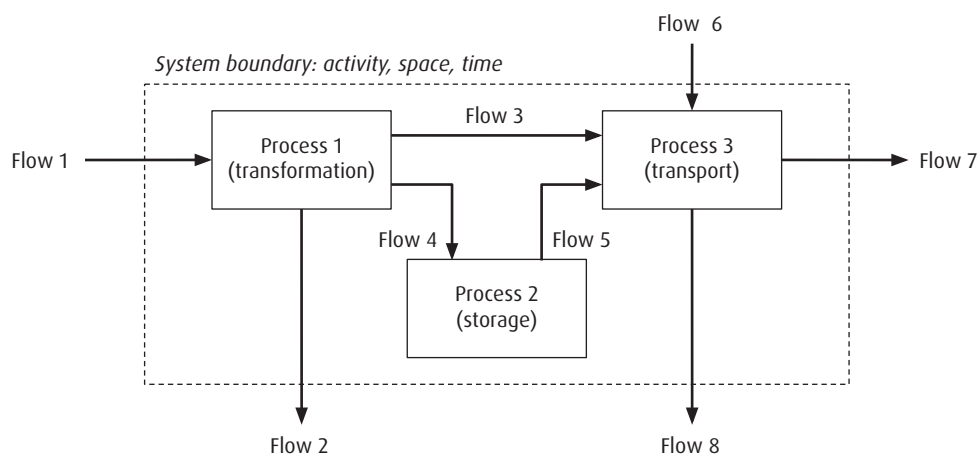 Flow 6
System boundary: activity, space, time
Flow 3
Process 1
(transformation)
Process 3
(transport)
Flow 1
Flow 7
Flow 4
Flow 5
Process 2
(storage)
Flow 2
Flow 8